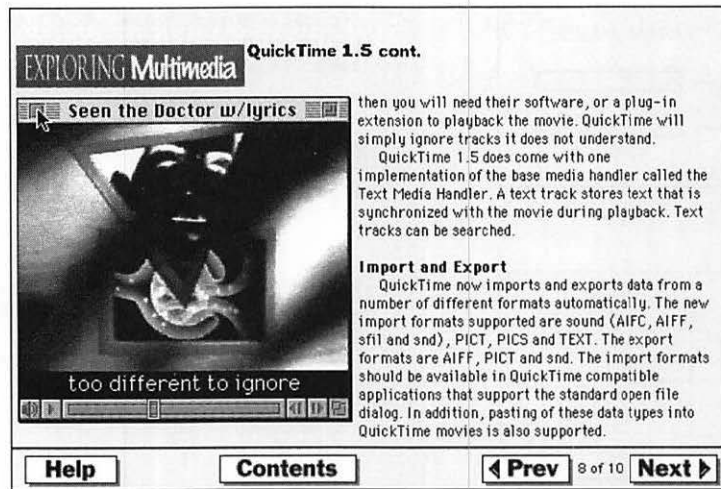 QuickTime 1.5 cont.
EXPLORING Multimedia
Seen the Doctor w/lyrics
too different to ignore
then you will need their software, or a plug-in
extension to playback the movie. QuickTime will
simply ignore tracks it does not understand.
QuickTime 1.5 does come with one
implementation of the base media handler called the
Text Media Handler. A text track stores text that is
synchronized with the movie during playback. Text
tracks can be searched.
Import and Export
QuickTime now imports and exports data from a
number of different formats automatically. The new
import formats supported are sound (AIFC, AIFF,
sfil and snd), PICT, PICS and TEXT. The export
formats are AIFF, PICT and snd. The import formats
should be available in QuickTime compatible
applications that support the standard open file
dialog. In addition, pasting of these data types into
QuickTime movies is also supported.
Help
Contents
Prev
8 of 10
Next